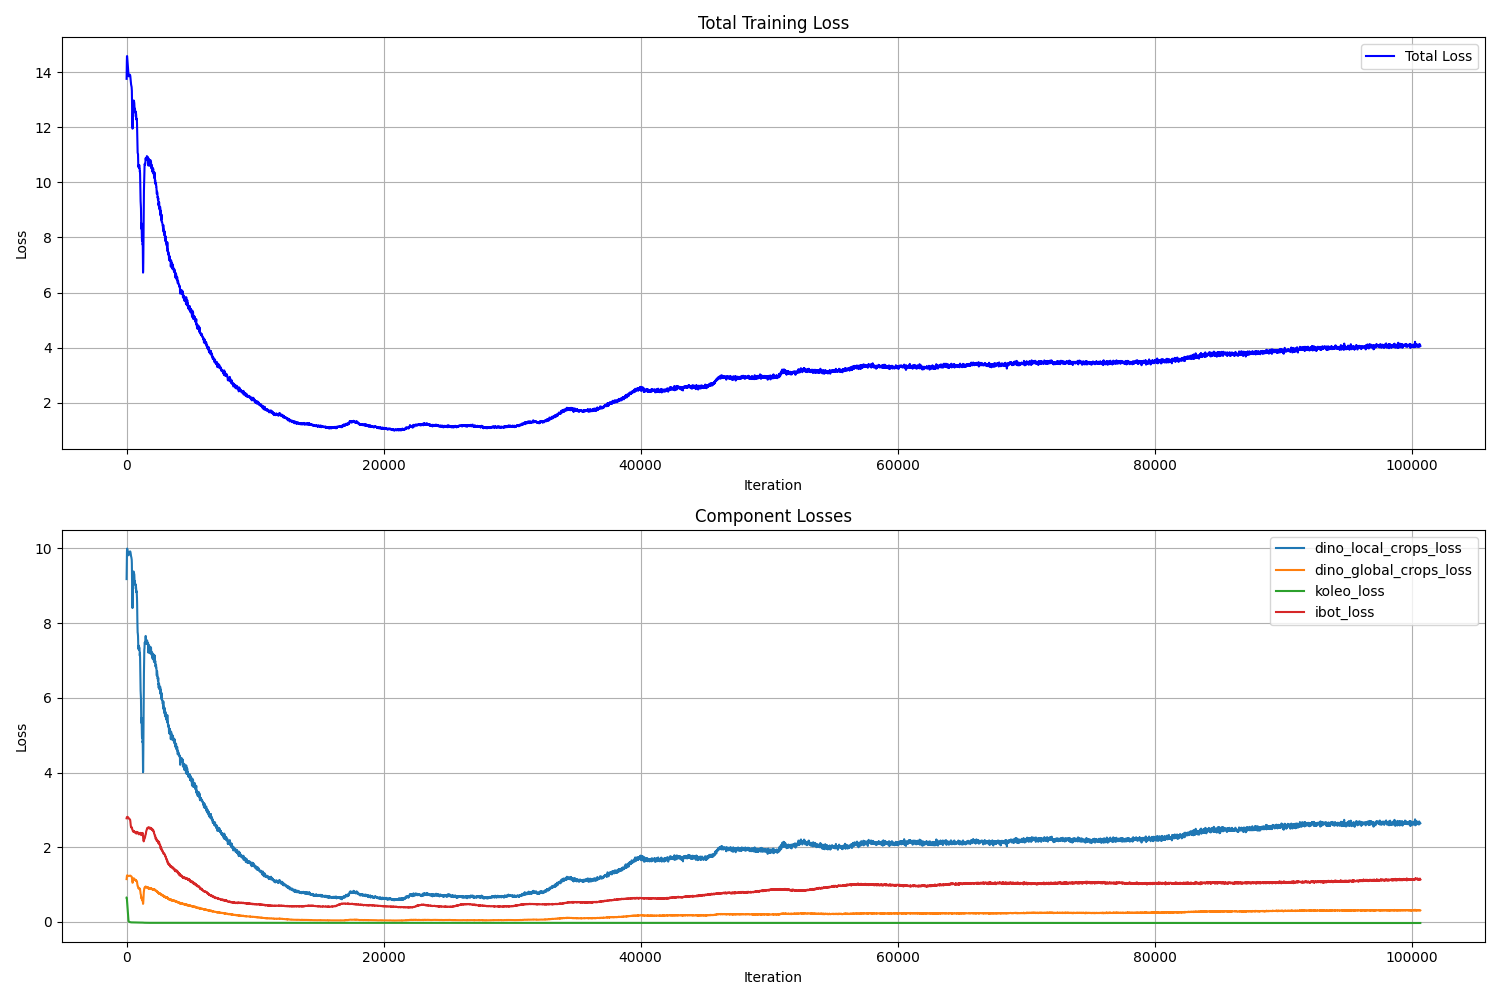 Total Training Loss
Total Loss
14
12
10
8
6
4
2
Loss
0 20000 40000 60000 80000 100000
Iteration
Component Losses
dino_local_crops_loss
dino_global_crops_loss
koleo_loss
ibot_loss
10
8
6
4
2
0
Loss
0 20000 40000 60000 80000 100000
Iteration